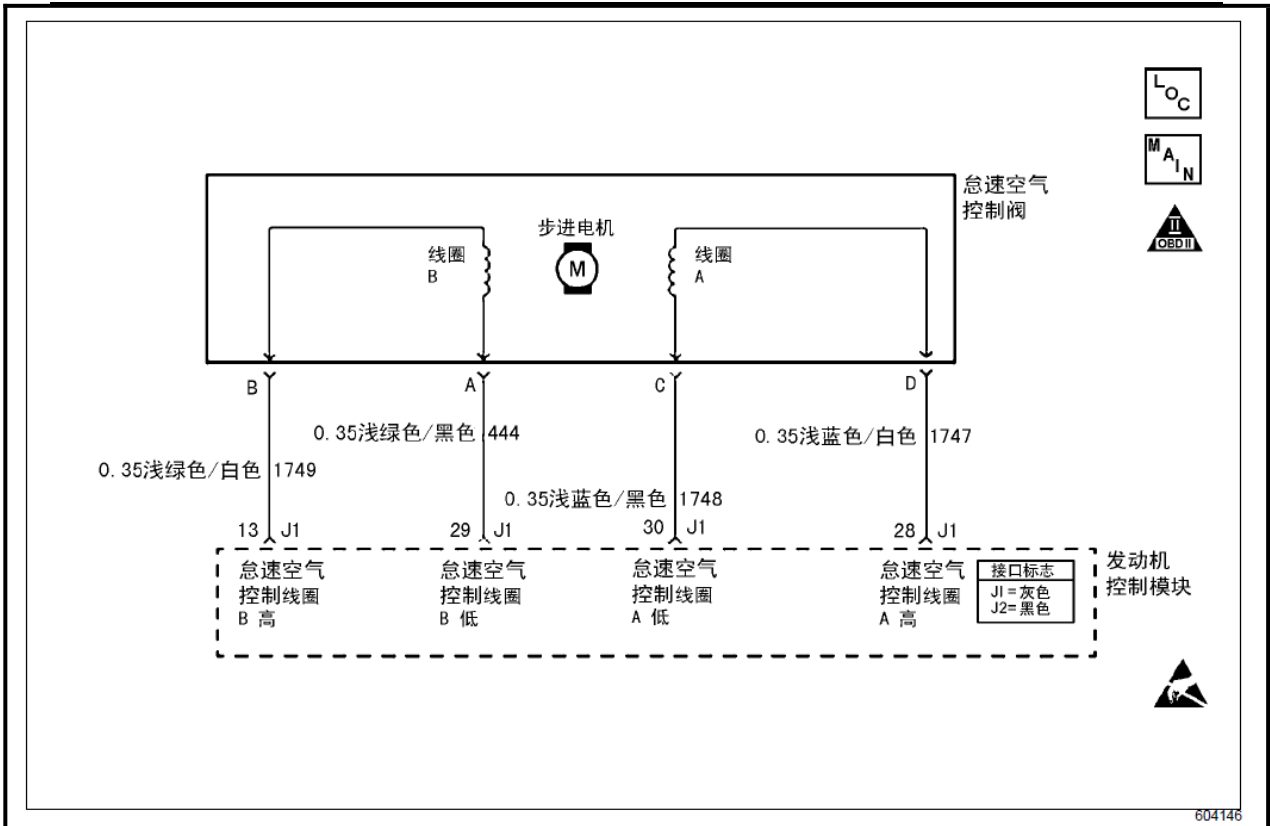 LOC
MAIN
II
OBD II
怠速空气
控制阀
步进电机
M
线圈
B
线圈
A
B
A
C
D
0.35浅绿色/黑色 444
0.35浅蓝色/白色 1747
0.35浅绿色/白色 1749
0.35浅蓝色/黑色 1748
13 J1
29 J1
30 J1
28 J1
怠速空气
控制线圈
B 高
怠速空气
控制线圈
B 低
怠速空气
控制线圈
A 低
怠速空气
控制线圈
A 高
接口标志
JI=灰色
J2=黑色
发动机
控制模块
604146